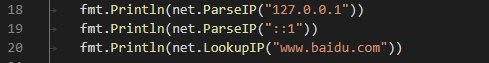 18 fmt.Println(net.ParseIP("127.0.0.1"))
19 fmt.Println(net.ParseIP("::1"))
20 fmt.Println(net.LookupIP("www.baidu.com"))